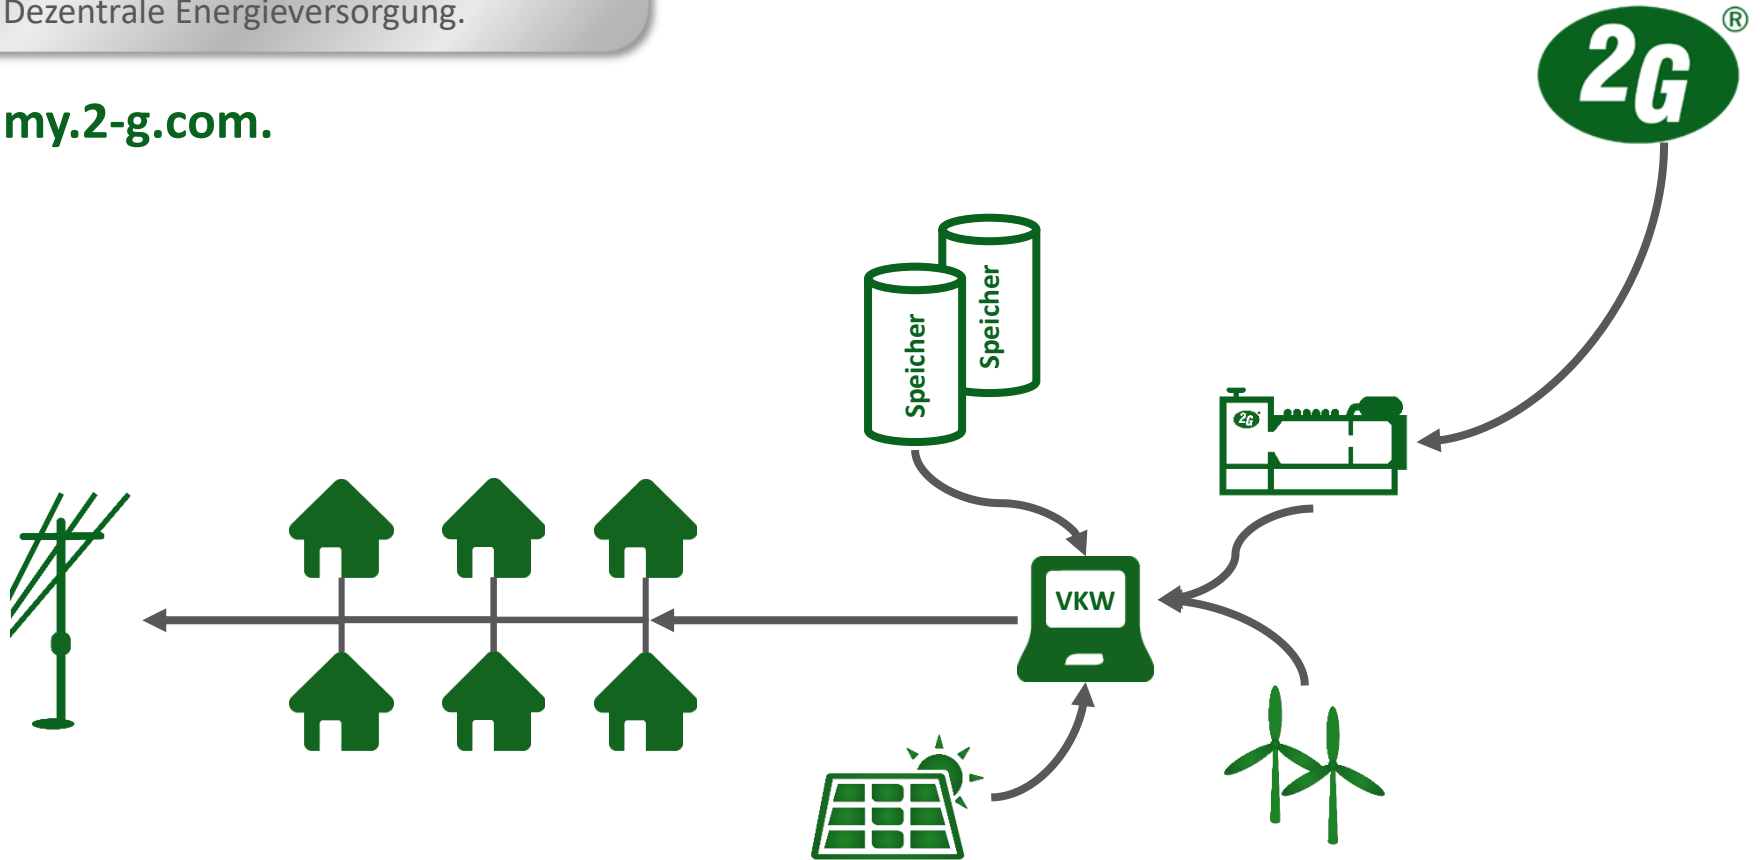 Dezentrale Energieversorgung.
2G®
my.2-g.com.
Speicher
Speicher
2G
VKW